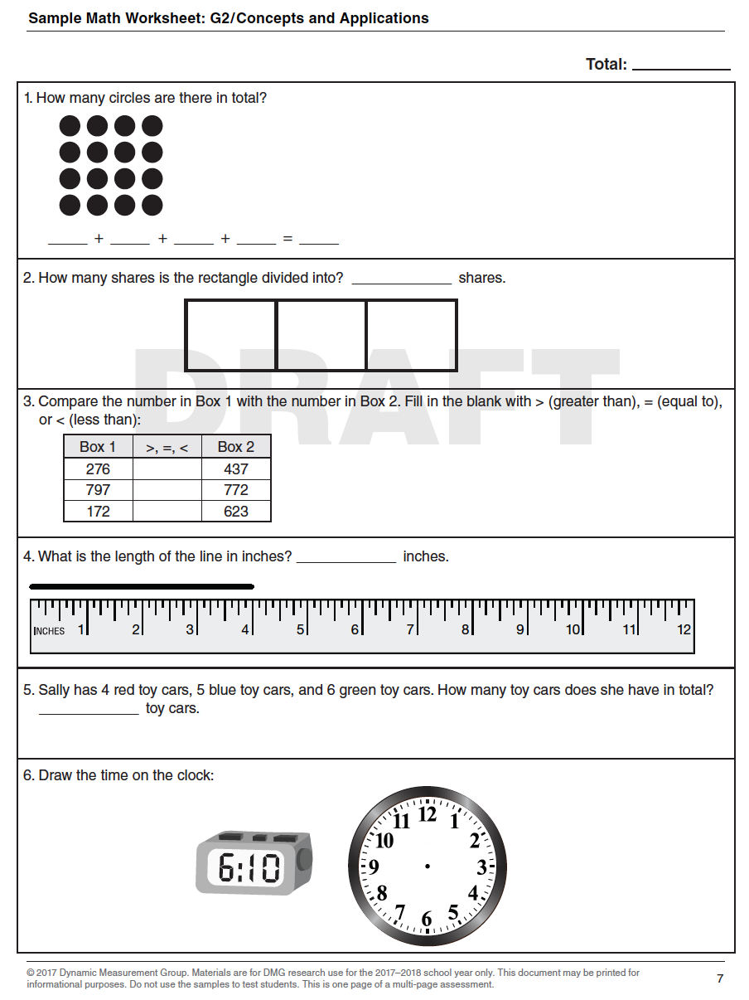 Sample Math Worksheet: G2/Concepts and Applications
Total: ____________
1. How many circles are there in total?
_____ + _____ + _____ + _____ = _____
2. How many shares is the rectangle divided into? ____________ shares.
DRAFT
3. Compare the number in Box 1 with the number in Box 2. Fill in the blank with > (greater than), = (equal to),
or < (less than):
Box 1 >, =, < Box 2
276 437
797 772
172 623
4. What is the length of the line in inches? ____________ inches.
INCHES 1 2 3 4 5 6 7 8 9 10 11 12
5. Sally has 4 red toy cars, 5 blue toy cars, and 6 green toy cars. How many toy cars does she have in total?
____________ toy cars.
6. Draw the time on the clock:
6:10
12 1 2 3 4 5 6 7 8 9 10 11
© 2017 Dynamic Measurement Group. Materials are for DMG research use for the 2017–2018 school year only. This document may be printed for
informational purposes. Do not use the samples to test students. This is one page of a multi-page assessment.
7